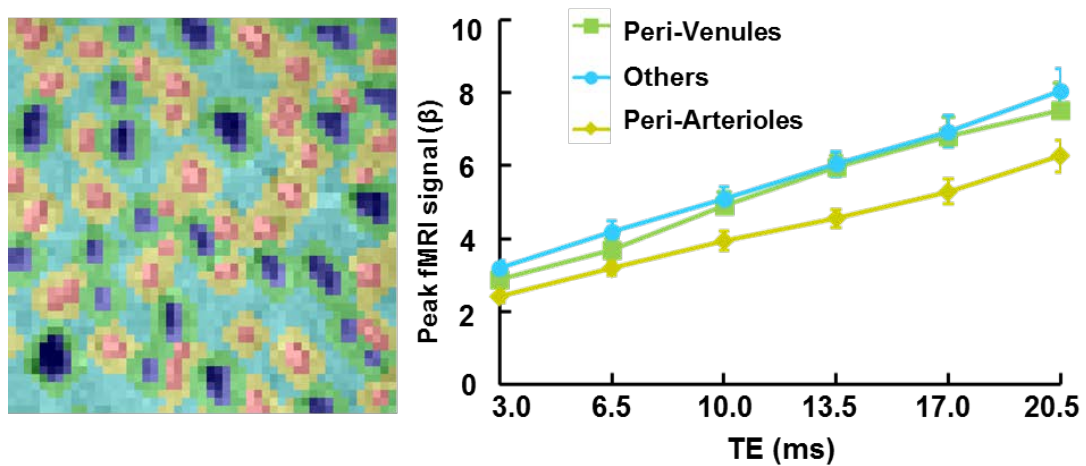 10
8
6
4
2
0
Peak fMRI signal (β)
Peri-Venules
Others
Peri-Arterioles
3.0 6.5 10.0 13.5 17.0 20.5
TE (ms)